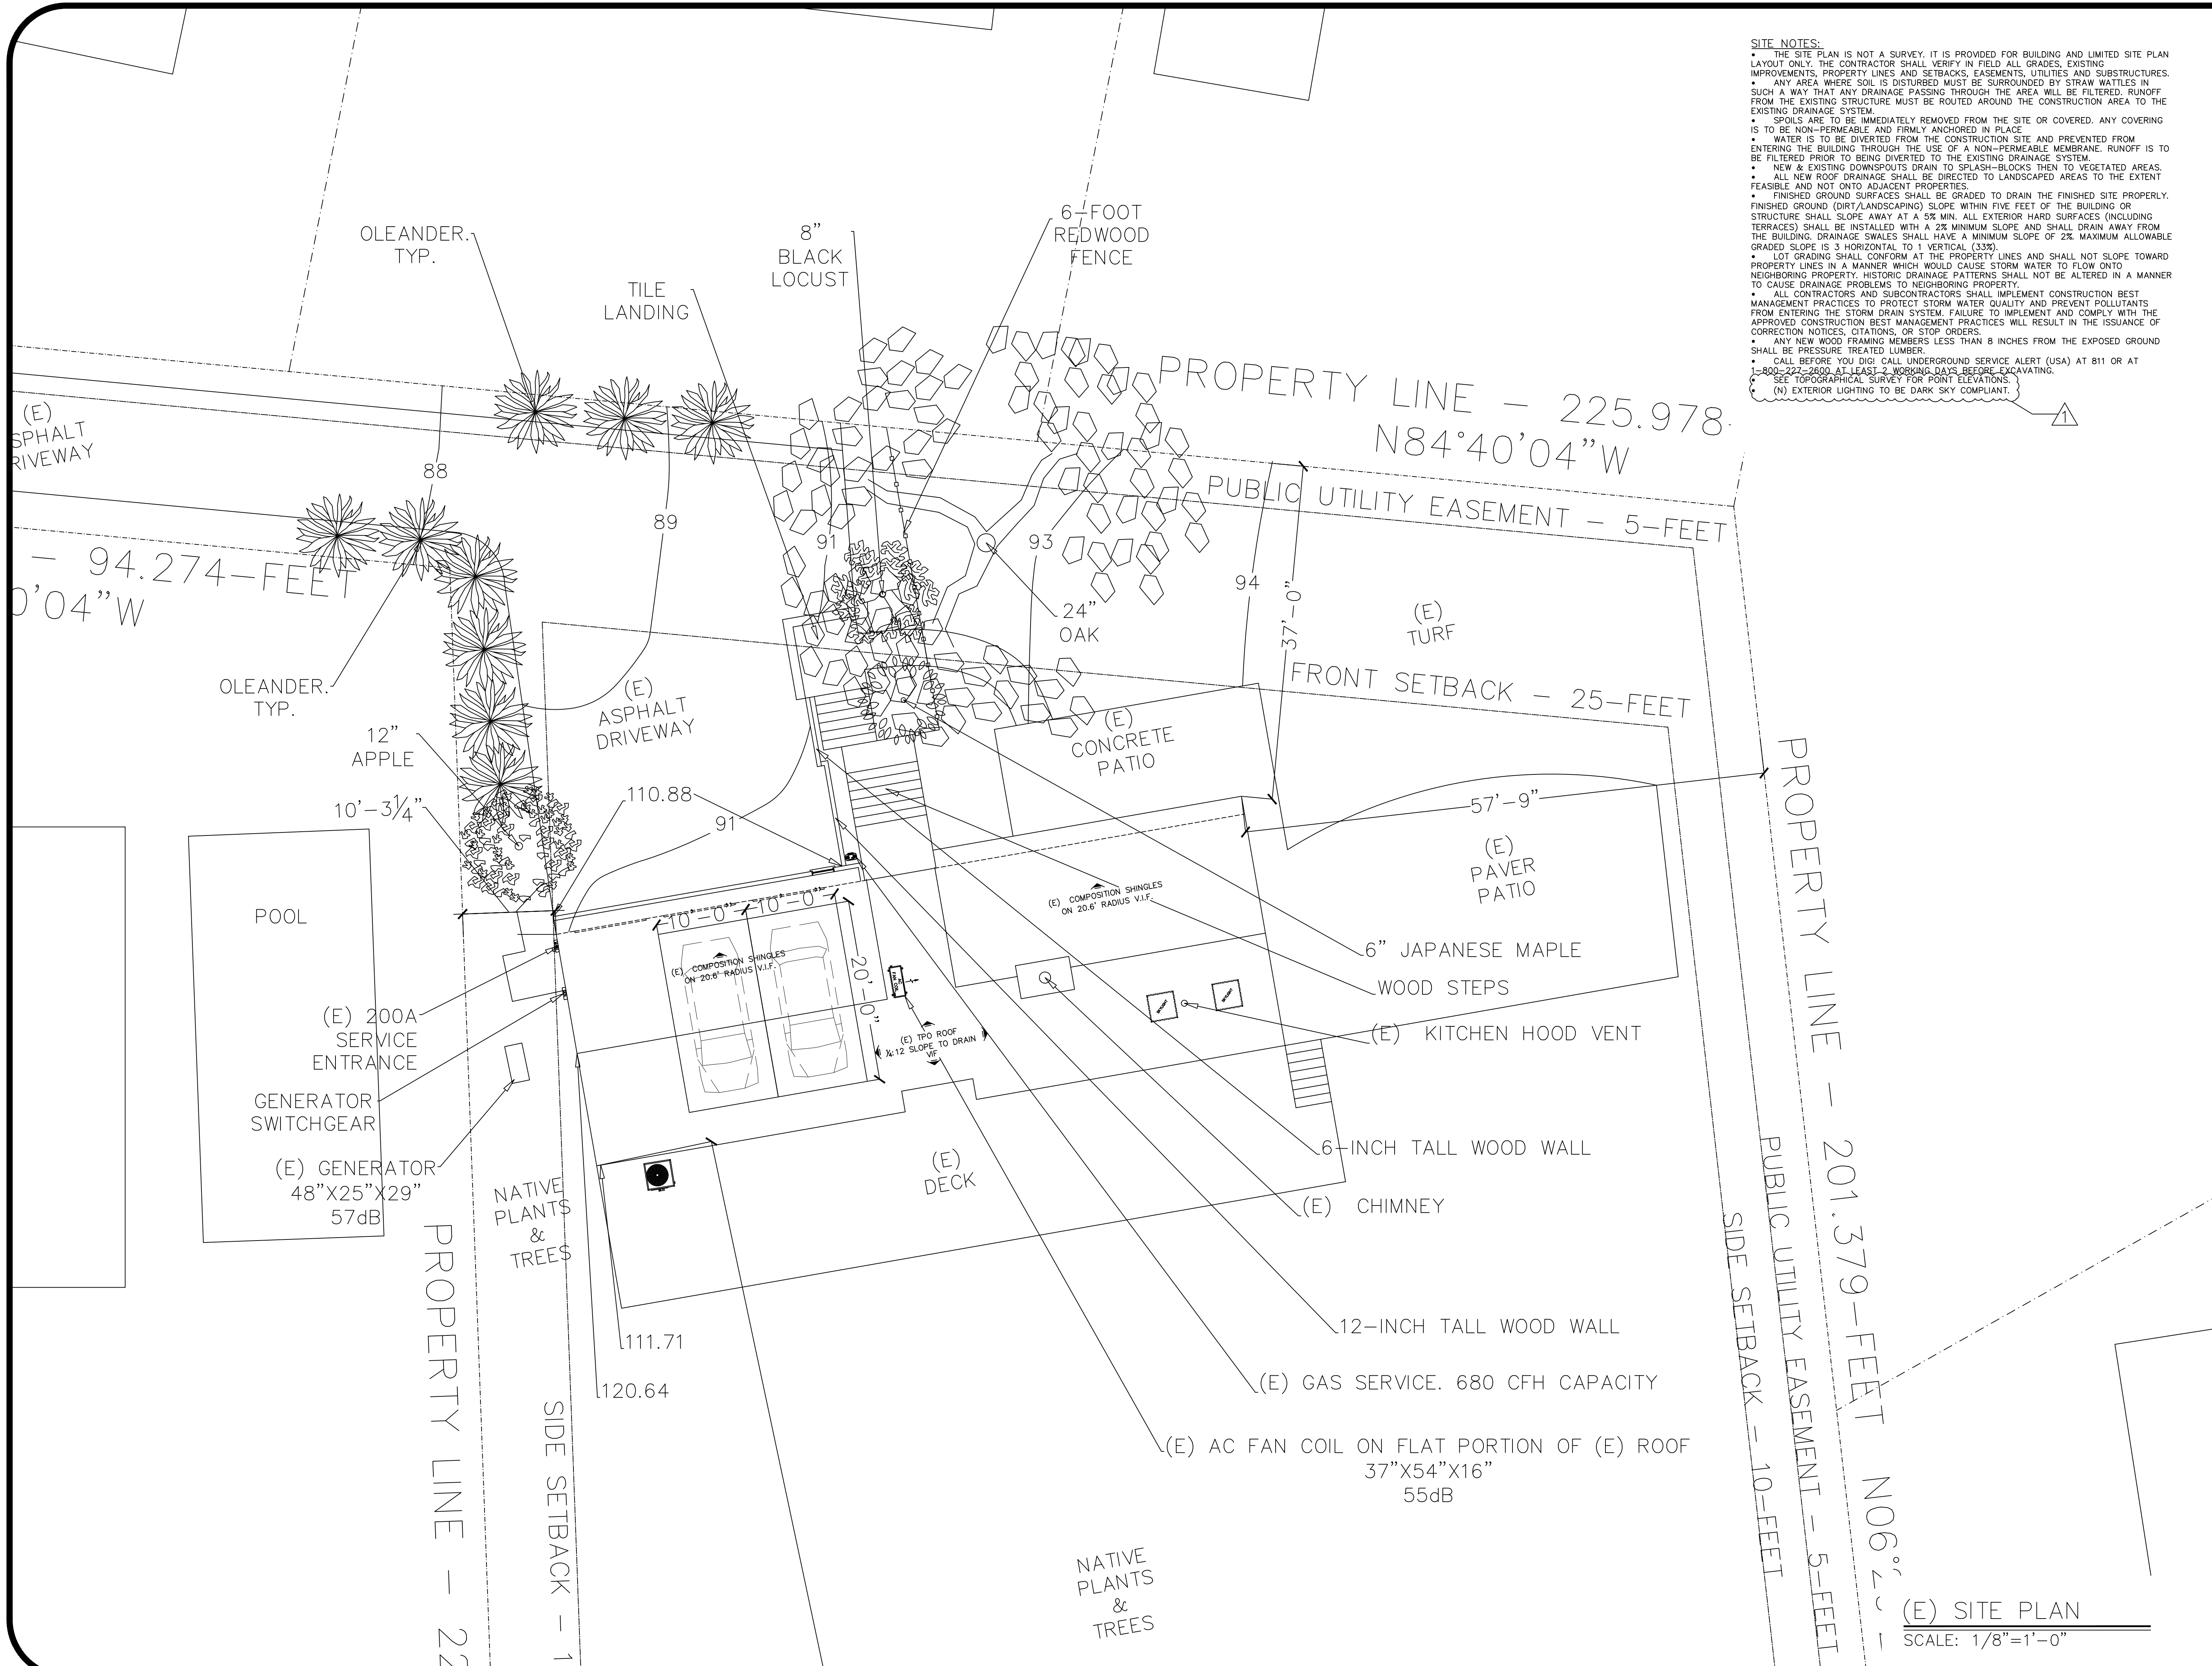 SITE NOTES:
• THE SITE PLAN IS NOT A SURVEY. IT IS PROVIDED FOR BUILDING AND LIMITED SITE PLAN
LAYOUT ONLY. THE CONTRACTOR SHALL VERIFY IN FIELD ALL GRADES, EXISTING
IMPROVEMENTS, PROPERTY LINES AND SETBACKS, EASEMENTS, UTILITIES AND SUBSTRUCTURES.
• ANY AREA WHERE SOIL IS DISTURBED MUST BE SURROUNDED BY STRAW WATTLES IN
SUCH A WAY THAT ANY DRAINAGE PASSING THROUGH THE AREA WILL BE FILTERED. RUNOFF
FROM THE EXISTING STRUCTURE MUST BE ROUTED AROUND THE CONSTRUCTION AREA TO THE
EXISTING DRAINAGE SYSTEM.
• SPOILS ARE TO BE IMMEDIATELY REMOVED FROM THE SITE OR COVERED. ANY COVERING
IS TO BE NON-PERMEABLE AND FIRMLY ANCHORED IN PLACE
• WATER IS TO BE DIVERTED FROM THE CONSTRUCTION SITE AND PREVENTED FROM
ENTERING THE BUILDING THROUGH THE USE OF A NON-PERMEABLE MEMBRANE. RUNOFF IS TO
BE FILTERED PRIOR TO BEING DIVERTED TO THE EXISTING DRAINAGE SYSTEM.
• NEW & EXISTING DOWNSPOUTS DRAIN TO SPLASH-BLOCKS THEN TO VEGETATED AREAS.
• ALL NEW ROOF DRAINAGE SHALL BE DIRECTED TO LANDSCAPED AREAS TO THE EXTENT
FEASIBLE AND NOT ONTO ADJACENT PROPERTIES.
• FINISHED GROUND SURFACES SHALL BE GRADED TO DRAIN THE FINISHED SITE PROPERLY.
FINISHED GROUND (DIRT/LANDSCAPING) SLOPE WITHIN FIVE FEET OF THE BUILDING OR
STRUCTURE SHALL SLOPE AWAY AT A 5% MIN. ALL EXTERIOR HARD SURFACES (INCLUDING
TERRACES) SHALL BE INSTALLED WITH A 2% MINIMUM SLOPE AND SHALL DRAIN AWAY FROM
THE BUILDING. DRAINAGE SWALES SHALL HAVE A MINIMUM SLOPE OF 2%. MAXIMUM ALLOWABLE
GRADED SLOPE IS 3 HORIZONTAL TO 1 VERTICAL (33%).
• LOT GRADING SHALL CONFORM AT THE PROPERTY LINES AND SHALL NOT SLOPE TOWARD
PROPERTY LINES IN A MANNER WHICH WOULD CAUSE STORM WATER TO FLOW ONTO
NEIGHBORING PROPERTY. HISTORIC DRAINAGE PATTERNS SHALL NOT BE ALTERED IN A MANNER
TO CAUSE DRAINAGE PROBLEMS TO NEIGHBORING PROPERTY.
• ALL CONTRACTORS AND SUBCONTRACTORS SHALL IMPLEMENT CONSTRUCTION BEST
MANAGEMENT PRACTICES TO PROTECT STORM WATER QUALITY AND PREVENT POLLUTANTS
FROM ENTERING THE STORM DRAIN SYSTEM. FAILURE TO IMPLEMENT AND COMPLY WITH THE
APPROVED CONSTRUCTION BEST MANAGEMENT PRACTICES WILL RESULT IN THE ISSUANCE OF
CORRECTION NOTICES, CITATIONS, OR STOP ORDERS.
• ANY NEW WOOD FRAMING MEMBERS LESS THAN 8 INCHES FROM THE EXPOSED GROUND
SHALL BE PRESSURE TREATED LUMBER.
• CALL BEFORE YOU DIG! CALL UNDERGROUND SERVICE ALERT (USA) AT 811 OR AT
1-800-227-2600 AT LEAST 2 WORKING DAYS BEFORE EXCAVATING.
• SEE TOPOGRAPHICAL SURVEY FOR POINT ELEVATIONS.
• (N) EXTERIOR LIGHTING TO BE DARK SKY COMPLIANT.
1
OLEANDER.
TYP.
TILE
LANDING
8"
BLACK
LOCUST
6-FOOT
REDWOOD
FENCE
PROPERTY LINE - 225.978
N84°40'04"W
PUBLIC UTILITY EASEMENT - 5-FEET
(E)
ASPHALT
DRIVEWAY
88
89
91
93
94
37'-0"
- 94.274-FEET
0'04"W
24"
OAK
(E)
TURF
FRONT SETBACK - 25-FEET
OLEANDER.
TYP.
(E)
ASPHALT
DRIVEWAY
(E)
CONCRETE
PATIO
12"
APPLE
10'-3¼"
110.88
91
57'-9"
(E)
PAVER
PATIO
POOL
10'-0"
10'-0"
20'-0"
(E) COMPOSITION SHINGLES
ON 20.6' RADIUS V.I.F.
(E) COMPOSITION SHINGLES
ON 20.6' RADIUS V.I.F.
AC
FAN COIL
(E) TPO ROOF
¼:12 SLOPE TO DRAIN
VIF
SKYLIGHT
SKYLIGHT
6" JAPANESE MAPLE
WOOD STEPS
(E) KITCHEN HOOD VENT
(E) 200A
SERVICE
ENTRANCE
GENERATOR
SWITCHGEAR
(E) GENERATOR
48"X25"X29"
57dB
NATIVE
PLANTS
&
TREES
(E)
DECK
6-INCH TALL WOOD WALL
(E) CHIMNEY
12-INCH TALL WOOD WALL
(E) GAS SERVICE. 680 CFH CAPACITY
(E) AC FAN COIL ON FLAT PORTION OF (E) ROOF
37"X54"X16"
55dB
111.71
120.64
PROPERTY LINE - 22
SIDE SETBACK - 1
NATIVE
PLANTS
&
TREES
SIDE SETBACK - 10-FEET
PUBLIC UTILITY EASEMENT - 5-FEET
PROPERTY LINE - 201.379-FEET N06°
(E) SITE PLAN
SCALE: 1/8"=1'-0"